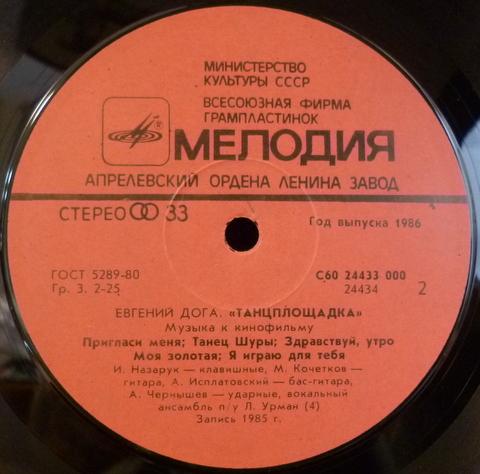 МИНИСТЕРСТВО
КУЛЬТУРЫ СССР
ВСЕСОЮЗНАЯ ФИРМА
ГРАМПЛАСТИНОК
МЕЛОДИЯ
АПРЕЛЕВСКИЙ ОРДЕНА ЛЕНИНА ЗАВОД
СТЕРЕО 33
Год выпуска 1986
ГОСТ 5289-80
С60 24433 000
Гр. 3. 2-25
24434 2
ЕВГЕНИЙ ДОГА. «ТАНЦПЛОЩАДКА»
Музыка к кинофильму
Пригласи меня; Танец Шуры; Здравствуй, утро
Моя золотая; Я играю для тебя
И. Назарук — клавишные, М. Кочетков —
гитара, А. Исплатовский — бас-гитара,
А. Чернышев — ударные, вокальный
ансамбль п/у Л. Урман (4)
Запись 1985 г.